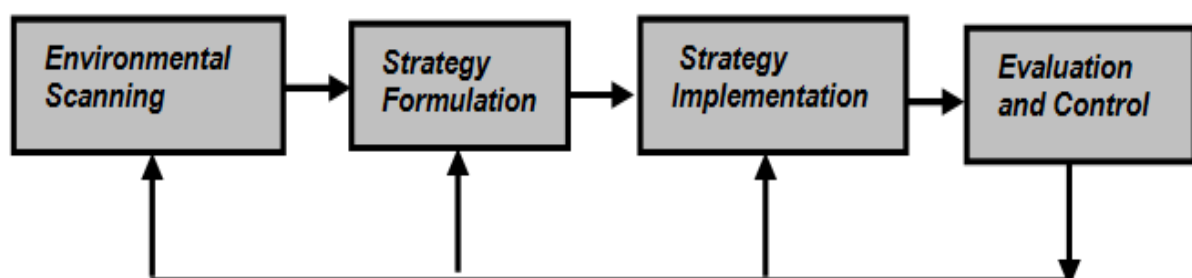 Environmental
Scanning
Strategy
Formulation
Strategy
Implementation
Evaluation
and Control